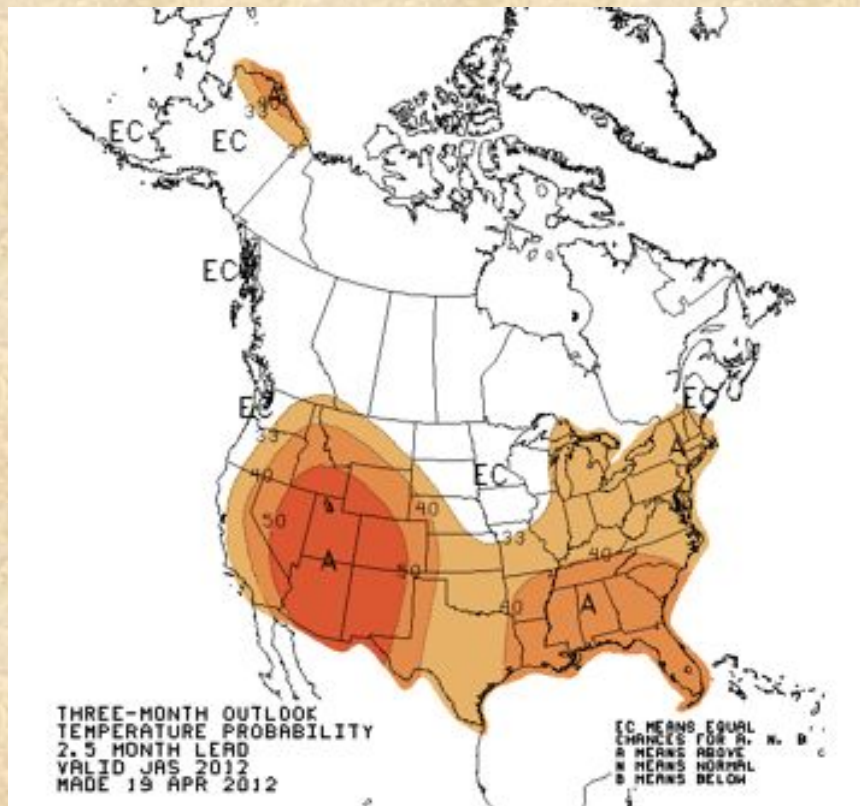 EC
EC
33
40
A
EC
EC
EC
33
A
40
50
40
EC
33
A
50
40
40
A
THREE-MONTH OUTLOOK
TEMPERATURE PROBABILITY
2.5 MONTH LEAD
VALID JAS 2012
MADE 19 APR 2012
EC MEANS EQUAL
CHANCES FOR A, N, B
A MEANS ABOVE
N MEANS NORMAL
B MEANS BELOW